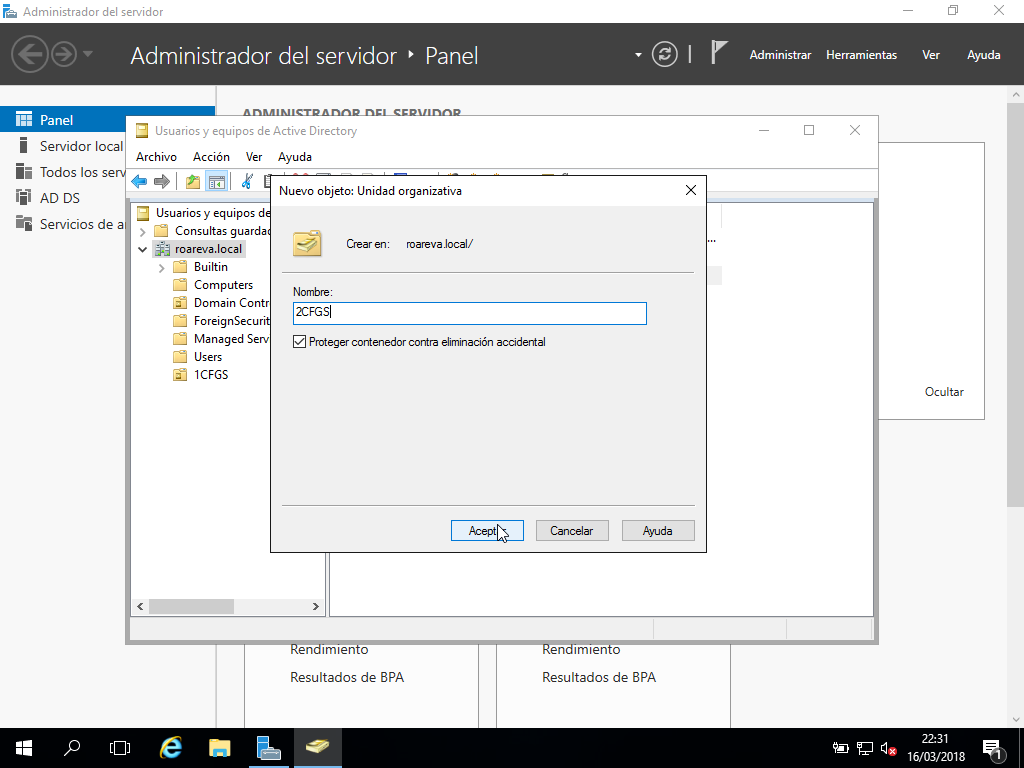 Administrador del servidor
Administrador del servidor
Panel
Administrar
Herramientas
Ver
Ayuda
Panel
Servidor local
Todos los serv
AD DS
Servicios de a
ADMINISTRADOR DEL SERVIDOR
Usuarios y equipos de Active Directory
Archivo
Acción
Ver
Ayuda
Usuarios y equipos de
Consultas guardad
roareva.local
Builtin
Computers
Domain Contr
ForeignSecurit
Managed Serv
Users
1CFGS
Nuevo objeto: Unidad organizativa
Crear en: roareva.local/
Nombre:
2CFGS
Proteger contenedor contra eliminación accidental
Cancelar
Ayuda
...
Ocultar
Rendimiento
Resultados de BPA
Rendimiento
Resultados de BPA
22:31
16/03/2018
1